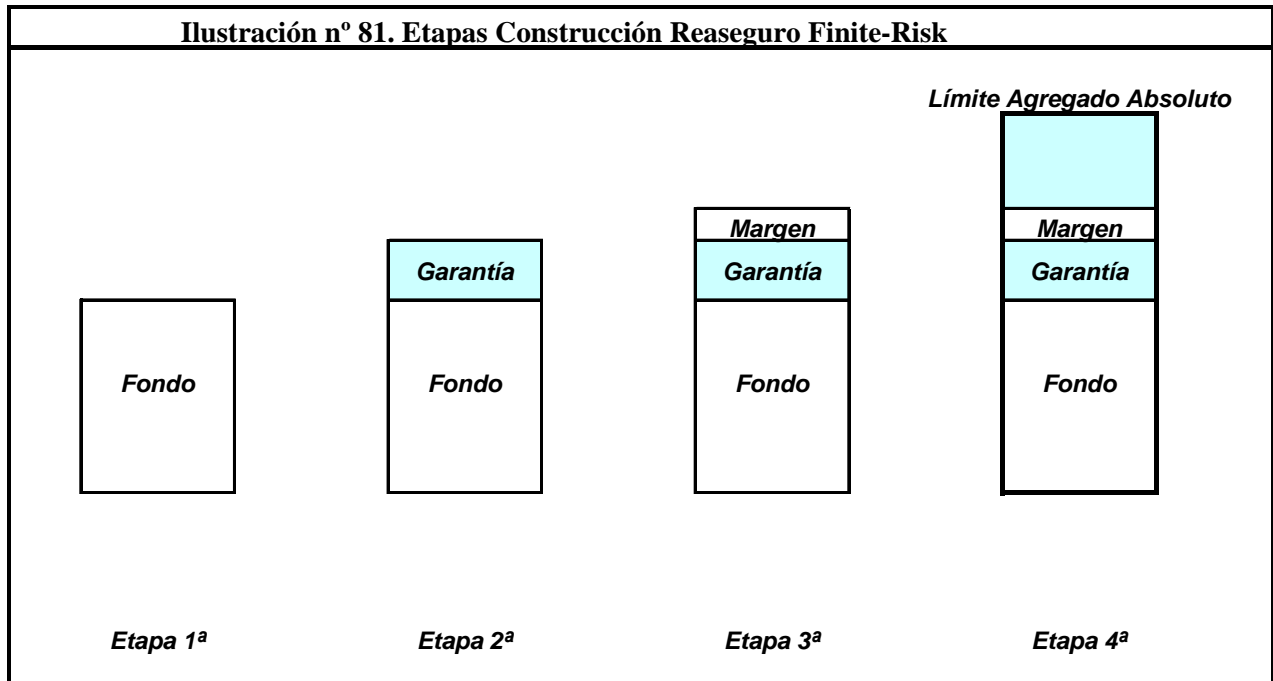 Ilustración nº 81. Etapas Construcción Reaseguro Finite-Risk
Límite Agregado Absoluto
Margen
Margen
Garantía
Garantía
Garantía
Fondo
Fondo
Fondo
Fondo
Etapa 1ª
Etapa 2ª
Etapa 3ª
Etapa 4ª